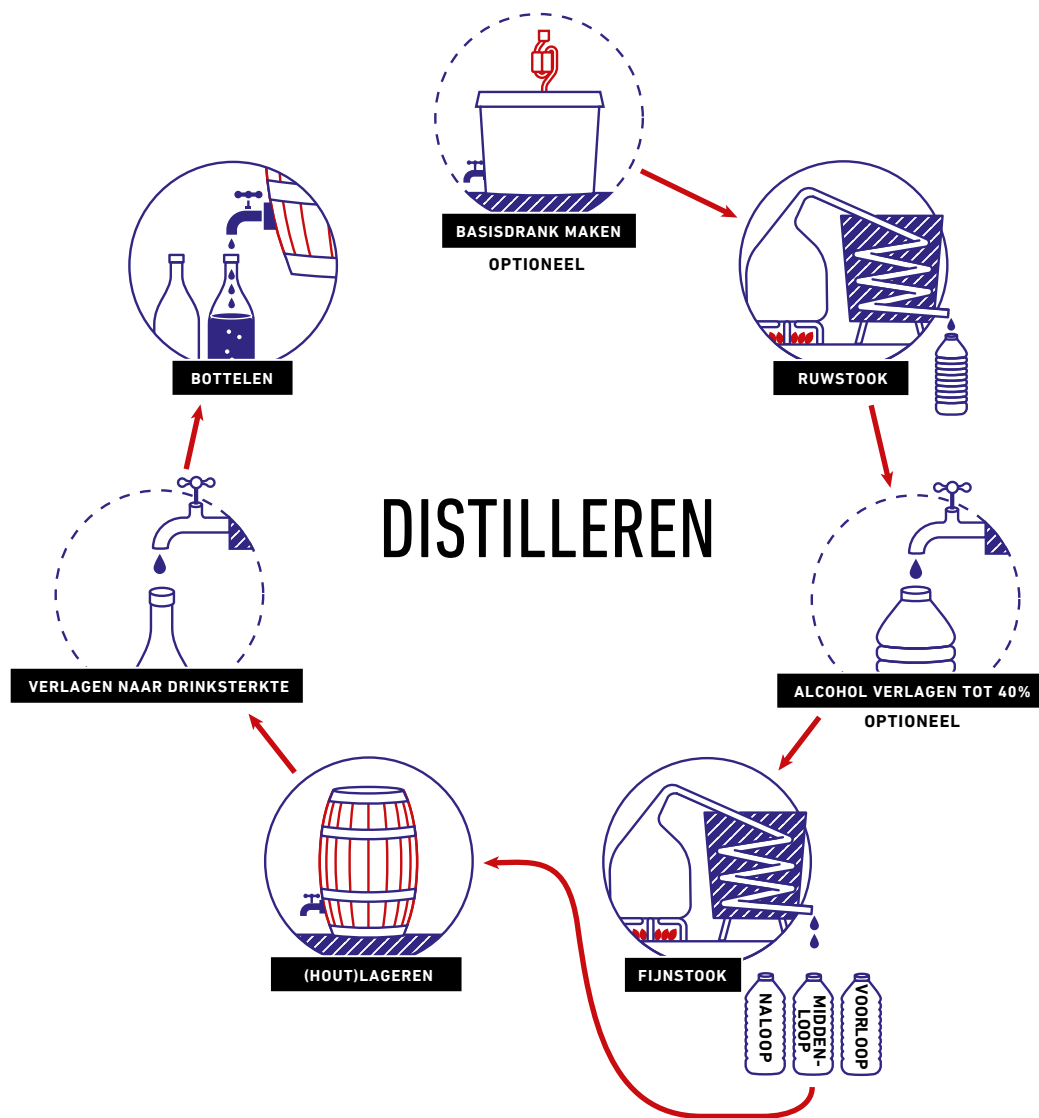 BASISDRANK MAKEN
OPTIONEEL
RUWSTOOK
ALCOHOL VERLAGEN TOT 40%
OPTIONEEL
FIJNSTOOK
NALOOP
MIDDEN-
LOOP
VOORLOOP
(HOUT)LAGEREN
VERLAGEN NAAR DRINKSTERKTE
BOTTELEN
DISTILLEREN